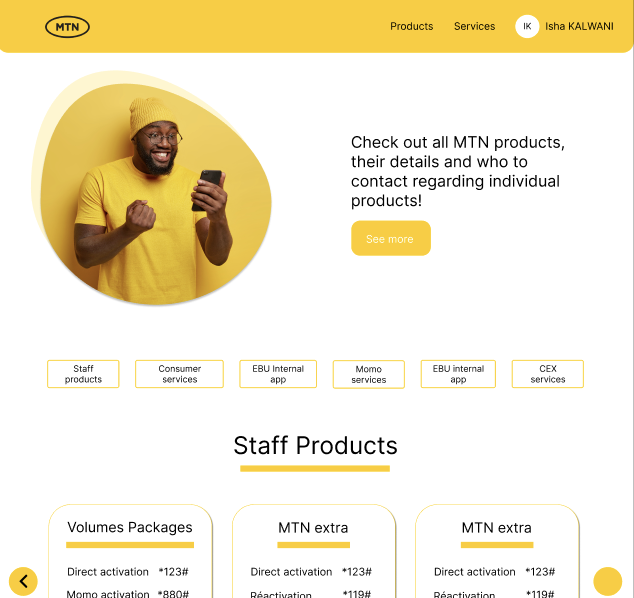 MTN
Products Services IK Isha KALWANI
Check out all MTN products,
their details and who to
contact regarding individual
products!
See more
Staff
products
Consumer
services
EBU Internal
app
Momo
services
EBU internal
app
CEX
services
Staff Products
Volumes Packages
Direct activation *123#
Momo activation *880#
MTN extra
Direct activation *123#
Réactivation *119#
MTN extra
Direct activation *123#
Réactivation *119#